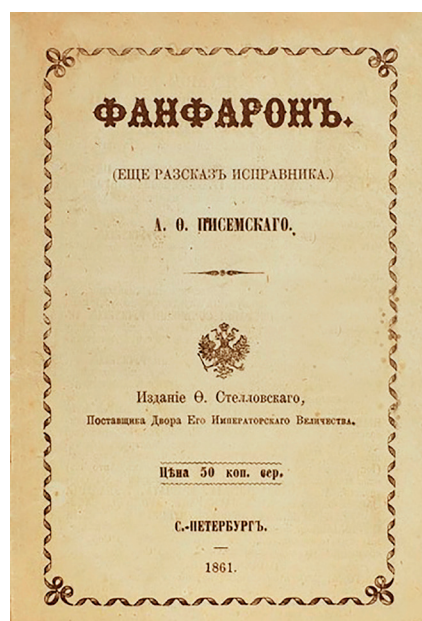 ФАНФАРОНЪ.
(ЕЩЕ РАЗСКАЗЪ ИСПРАВНИКА.)
А. О. ПИСЕМСКАГО.
Изданіе Ѳ. Стелловскаго,
Поставщика Двора Его Императорскаго Величества.
Цѣна 50 коп. сер.
С.-ПЕТЕРБУРГЪ.
1861.